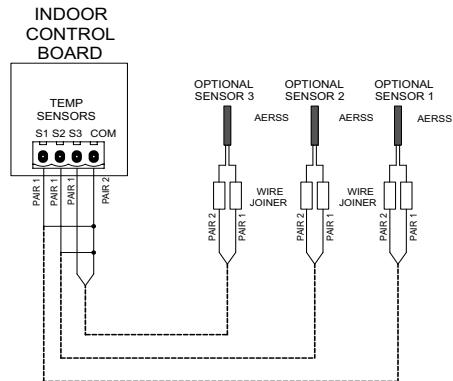 INDOOR
CONTROL
BOARD
TEMP
SENSORS
S1 S2 S3 COM
PAIR 1
PAIR 1
PAIR 1
PAIR 2
OPTIONAL
SENSOR 3
OPTIONAL
SENSOR 2
OPTIONAL
SENSOR 1
AERSS
AERSS
AERSS
WIRE
JOINER
WIRE
JOINER
PAIR 2
PAIR 1
PAIR 2
PAIR 1
PAIR 2
PAIR 1